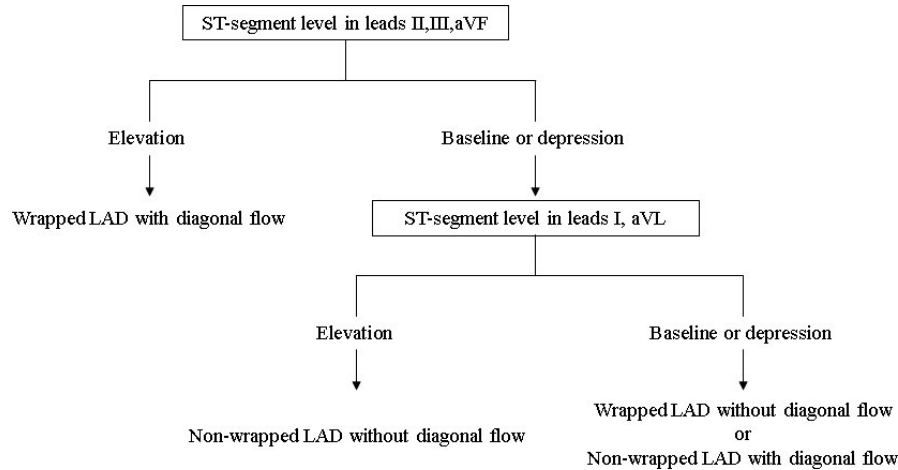 ST-segment level in leads II,III,aVF
Elevation
Baseline or depression
Wrapped LAD with diagonal flow
ST-segment level in leads I, aVL
Elevation
Baseline or depression
Non-wrapped LAD without diagonal flow
Wrapped LAD without diagonal flow
or
Non-wrapped LAD with diagonal flow